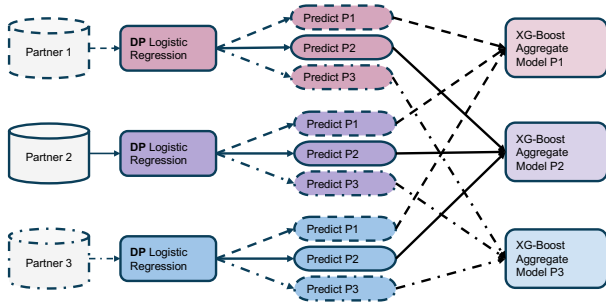 Partner 1
DP Logistic
Regression
Predict P1
Predict P2
Predict P3
XG-Boost
Aggregate
Model P1
Partner 2
DP Logistic
Regression
Predict P1
Predict P2
Predict P3
XG-Boost
Aggregate
Model P2
Partner 3
DP Logistic
Regression
Predict P1
Predict P2
Predict P3
XG-Boost
Aggregate
Model P3